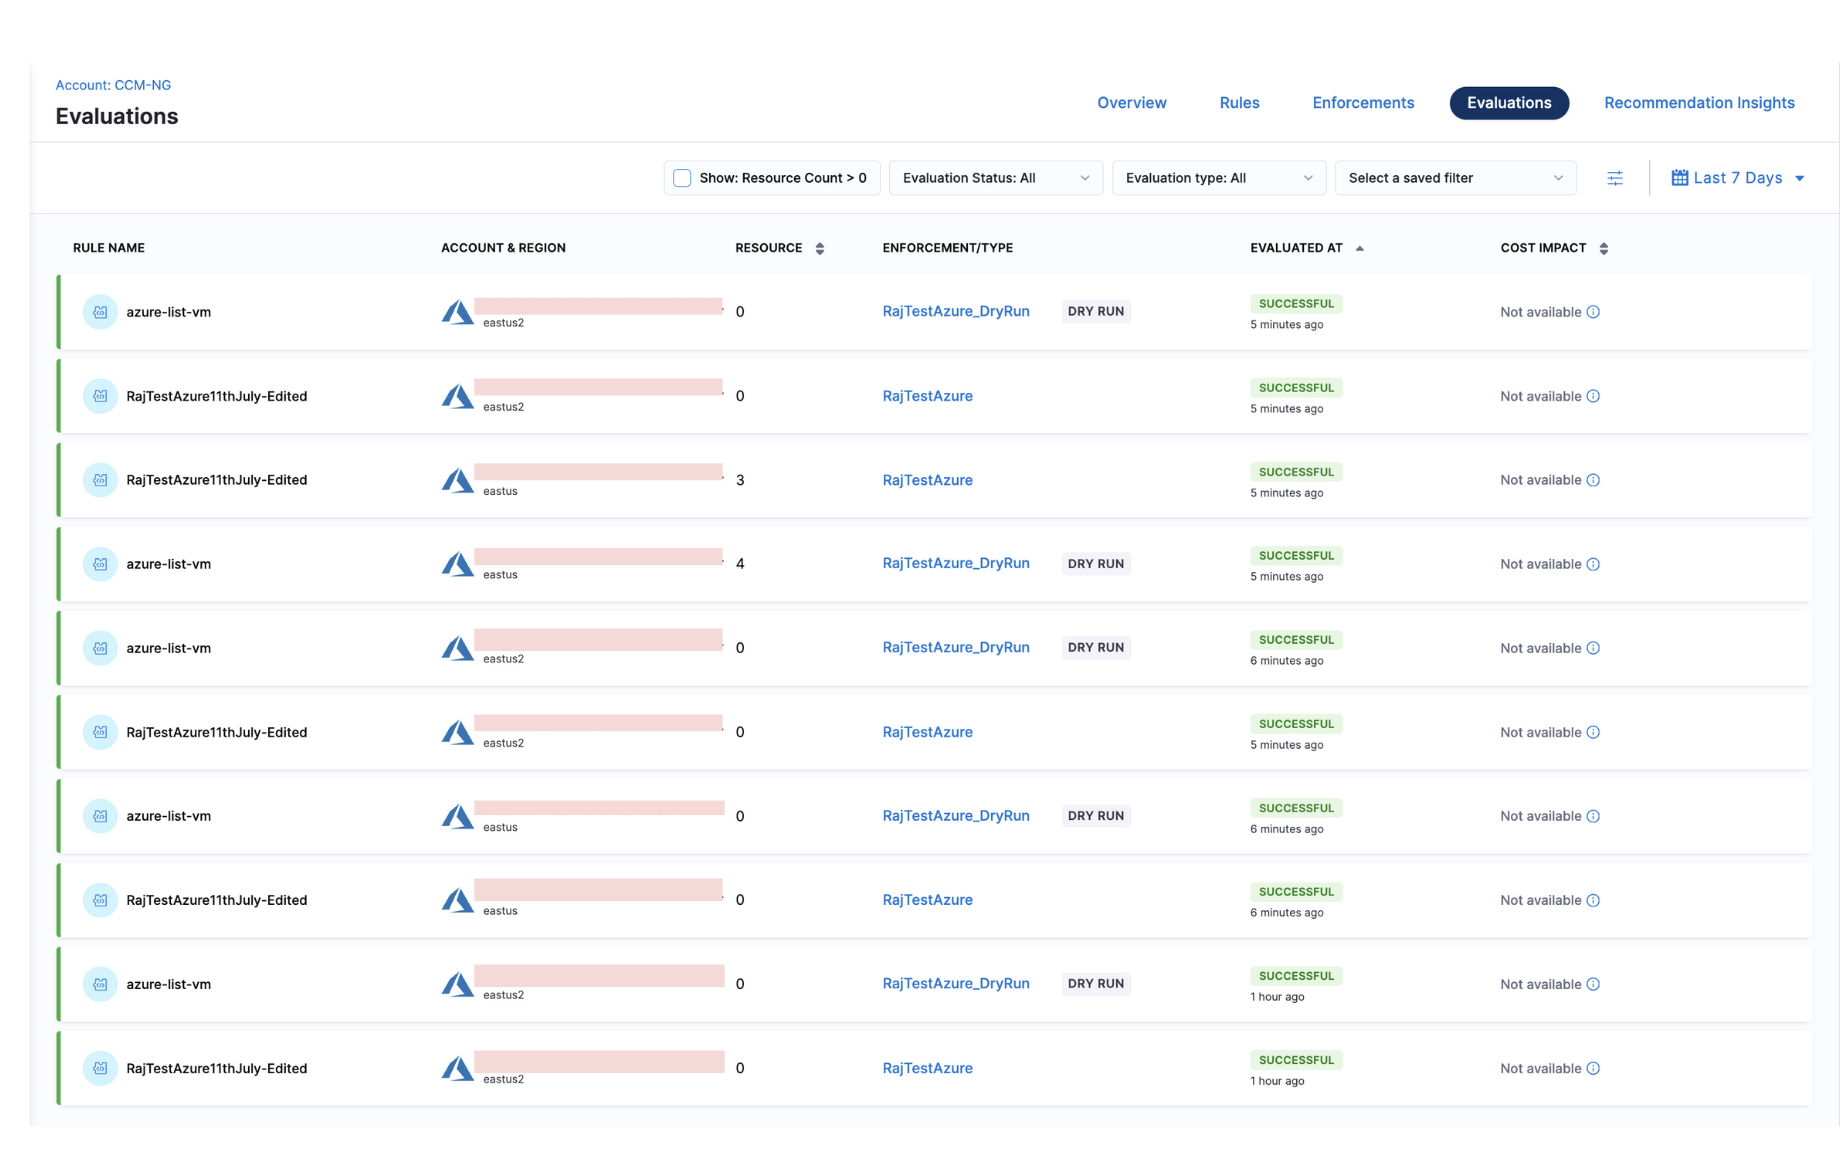 Account: CCM-NG
Evaluations
Overview Rules Enforcements Evaluations Recommendation Insights
Show: Resource Count > 0 Evaluation Status: All Evaluation type: All Select a saved filter Last 7 Days
RULE NAME ACCOUNT & REGION RESOURCE ENFORCEMENT/TYPE EVALUATED AT COST IMPACT
azure-list-vm eastus2 0 RajTestAzure_DryRun DRY RUN SUCCESSFUL 5 minutes ago Not available
RajTestAzure11thJuly-Edited eastus2 0 RajTestAzure SUCCESSFUL 5 minutes ago Not available
RajTestAzure11thJuly-Edited eastus 3 RajTestAzure SUCCESSFUL 5 minutes ago Not available
azure-list-vm eastus 4 RajTestAzure_DryRun DRY RUN SUCCESSFUL 5 minutes ago Not available
azure-list-vm eastus2 0 RajTestAzure_DryRun DRY RUN SUCCESSFUL 6 minutes ago Not available
RajTestAzure11thJuly-Edited eastus2 0 RajTestAzure SUCCESSFUL 5 minutes ago Not available
azure-list-vm eastus 0 RajTestAzure_DryRun DRY RUN SUCCESSFUL 6 minutes ago Not available
RajTestAzure11thJuly-Edited eastus 0 RajTestAzure SUCCESSFUL 6 minutes ago Not available
azure-list-vm eastus2 0 RajTestAzure_DryRun DRY RUN SUCCESSFUL 1 hour ago Not available
RajTestAzure11thJuly-Edited eastus2 0 RajTestAzure SUCCESSFUL 1 hour ago Not available